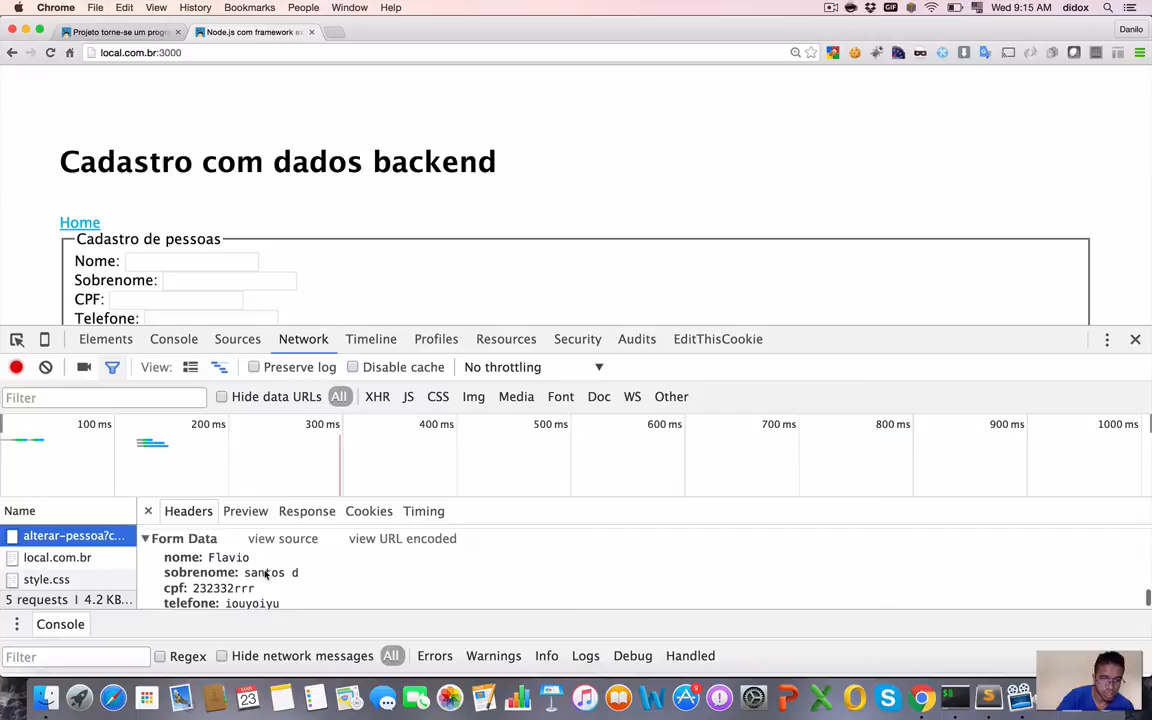 Chrome File Edit View History Bookmarks People Window Help
Wed 9:15 AM didox
Projeto torne-se um progr
Node.js com framework ex
Danilo
local.com.br:3000
Cadastro com dados backend
Home
Cadastro de pessoas
Nome:
Sobrenome:
CPF:
Telefone:
Elements Console Sources Network Timeline Profiles Resources Security Audits EditThisCookie
View: Preserve log Disable cache No throttling
Filter Hide data URLs All XHR JS CSS Img Media Font Doc WS Other
100 ms 200 ms 300 ms 400 ms 500 ms 600 ms 700 ms 800 ms 900 ms 1000 ms
Name Headers Preview Response Cookies Timing
alterar-pessoa?c...
local.com.br
style.css
5 requests | 4.2 KB...
Form Data view source view URL encoded
nome: Flavio
sobrenome: santos d
cpf: 232332rrr
telefone: iouyoiyu
Console
Filter Regex Hide network messages All Errors Warnings Info Logs Debug Handled